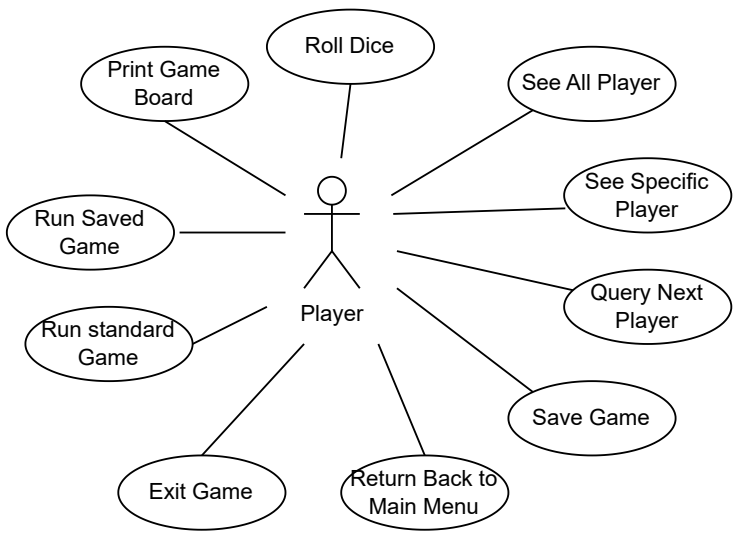 Roll Dice
Print Game
Board
See All Player
See Specific
Player
Run Saved
Game
Query Next
Player
Player
Run standard
Game
Save Game
Exit Game
Return Back to
Main Menu